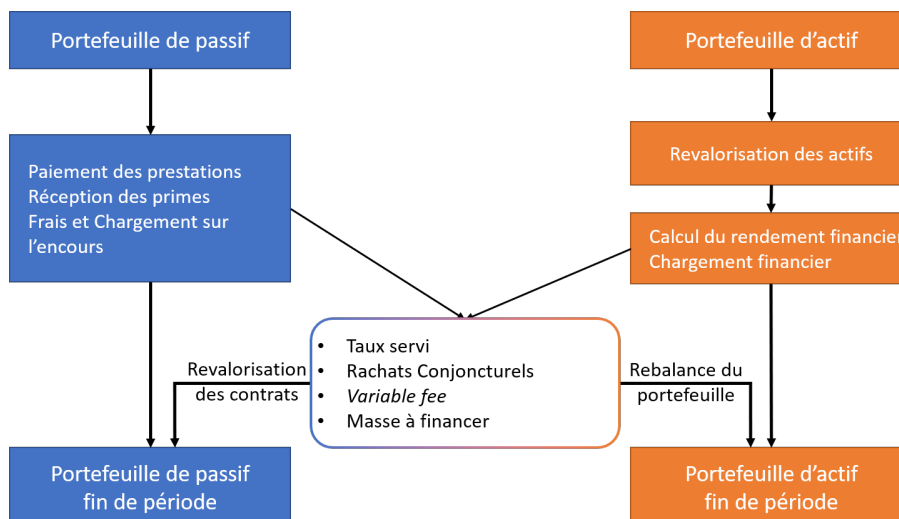 Portefeuille de passif
Portefeuille d'actif
Paiement des prestations
Réception des primes
Frais et Chargement sur
l'encours
Revalorisation des actifs
Calcul du rendement financier
Chargement financier
• Taux servi
• Rachats Conjoncturels
• Variable fee
• Masse à financer
Revalorisation
des contrats
Rebalance du
portefeuille
Portefeuille de passif
fin de période
Portefeuille d'actif
fin de période